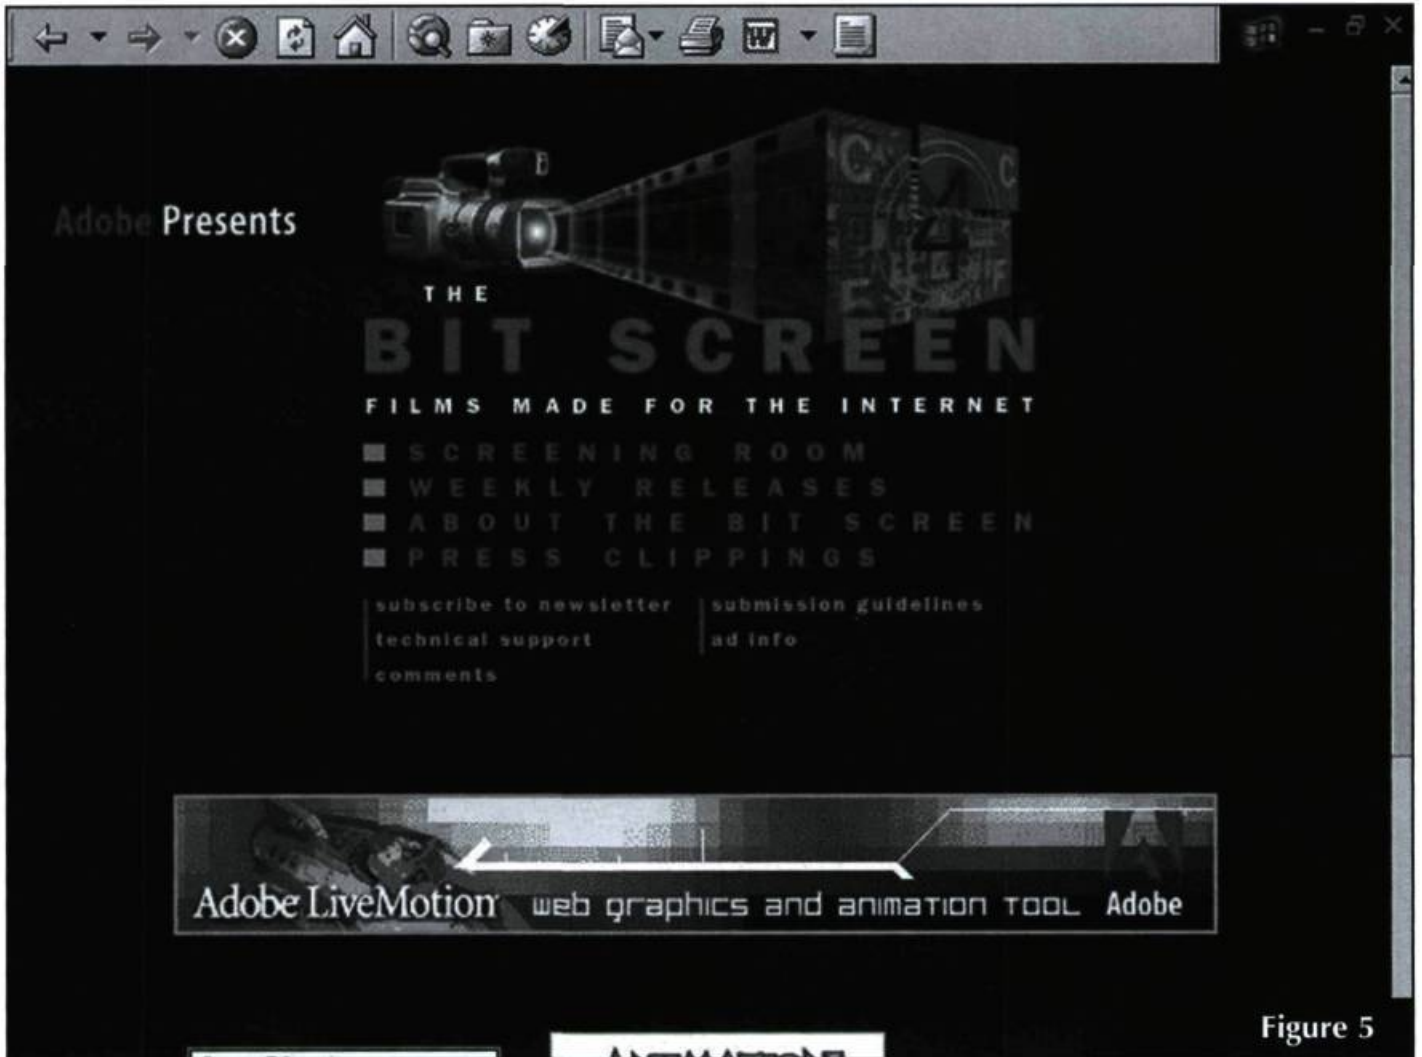 Adobe Presents
THE
BIT SCREEN
FILMS MADE FOR THE INTERNET
SCREENING ROOM
WEEKLY RELEASES
ABOUT THE BIT SCREEN
PRESS CLIPPINGS
subscribe to newsletter
technical support
comments
submission guidelines
ad info
Adobe LiveMotion web graphics and animation tool Adobe
Figure 5